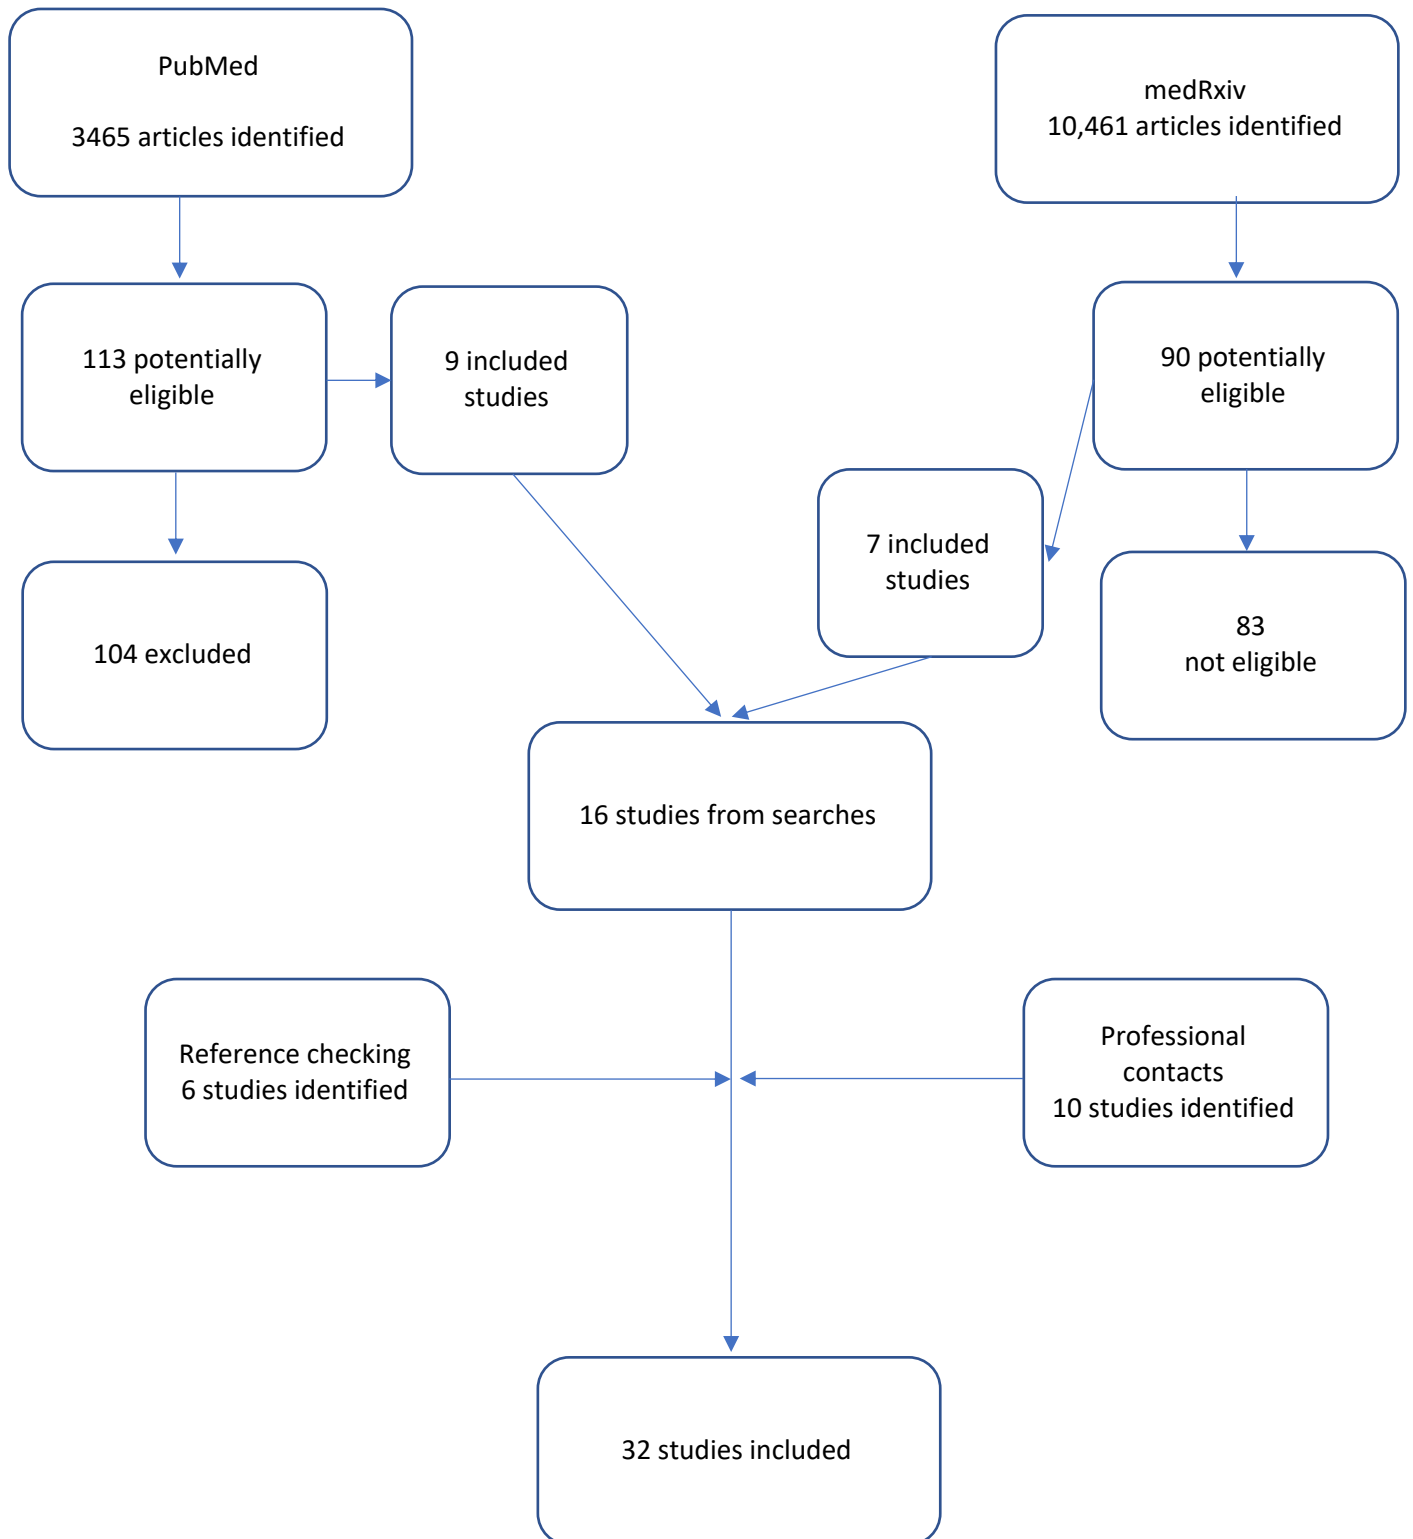 PubMed
3465 articles identified
medRxiv
10,461 articles identified
113 potentially
eligible
9 included
studies
90 potentially
eligible
7 included
studies
104 excluded
83
not eligible
16 studies from searches
Reference checking
6 studies identified
Professional
contacts
10 studies identified
32 studies included